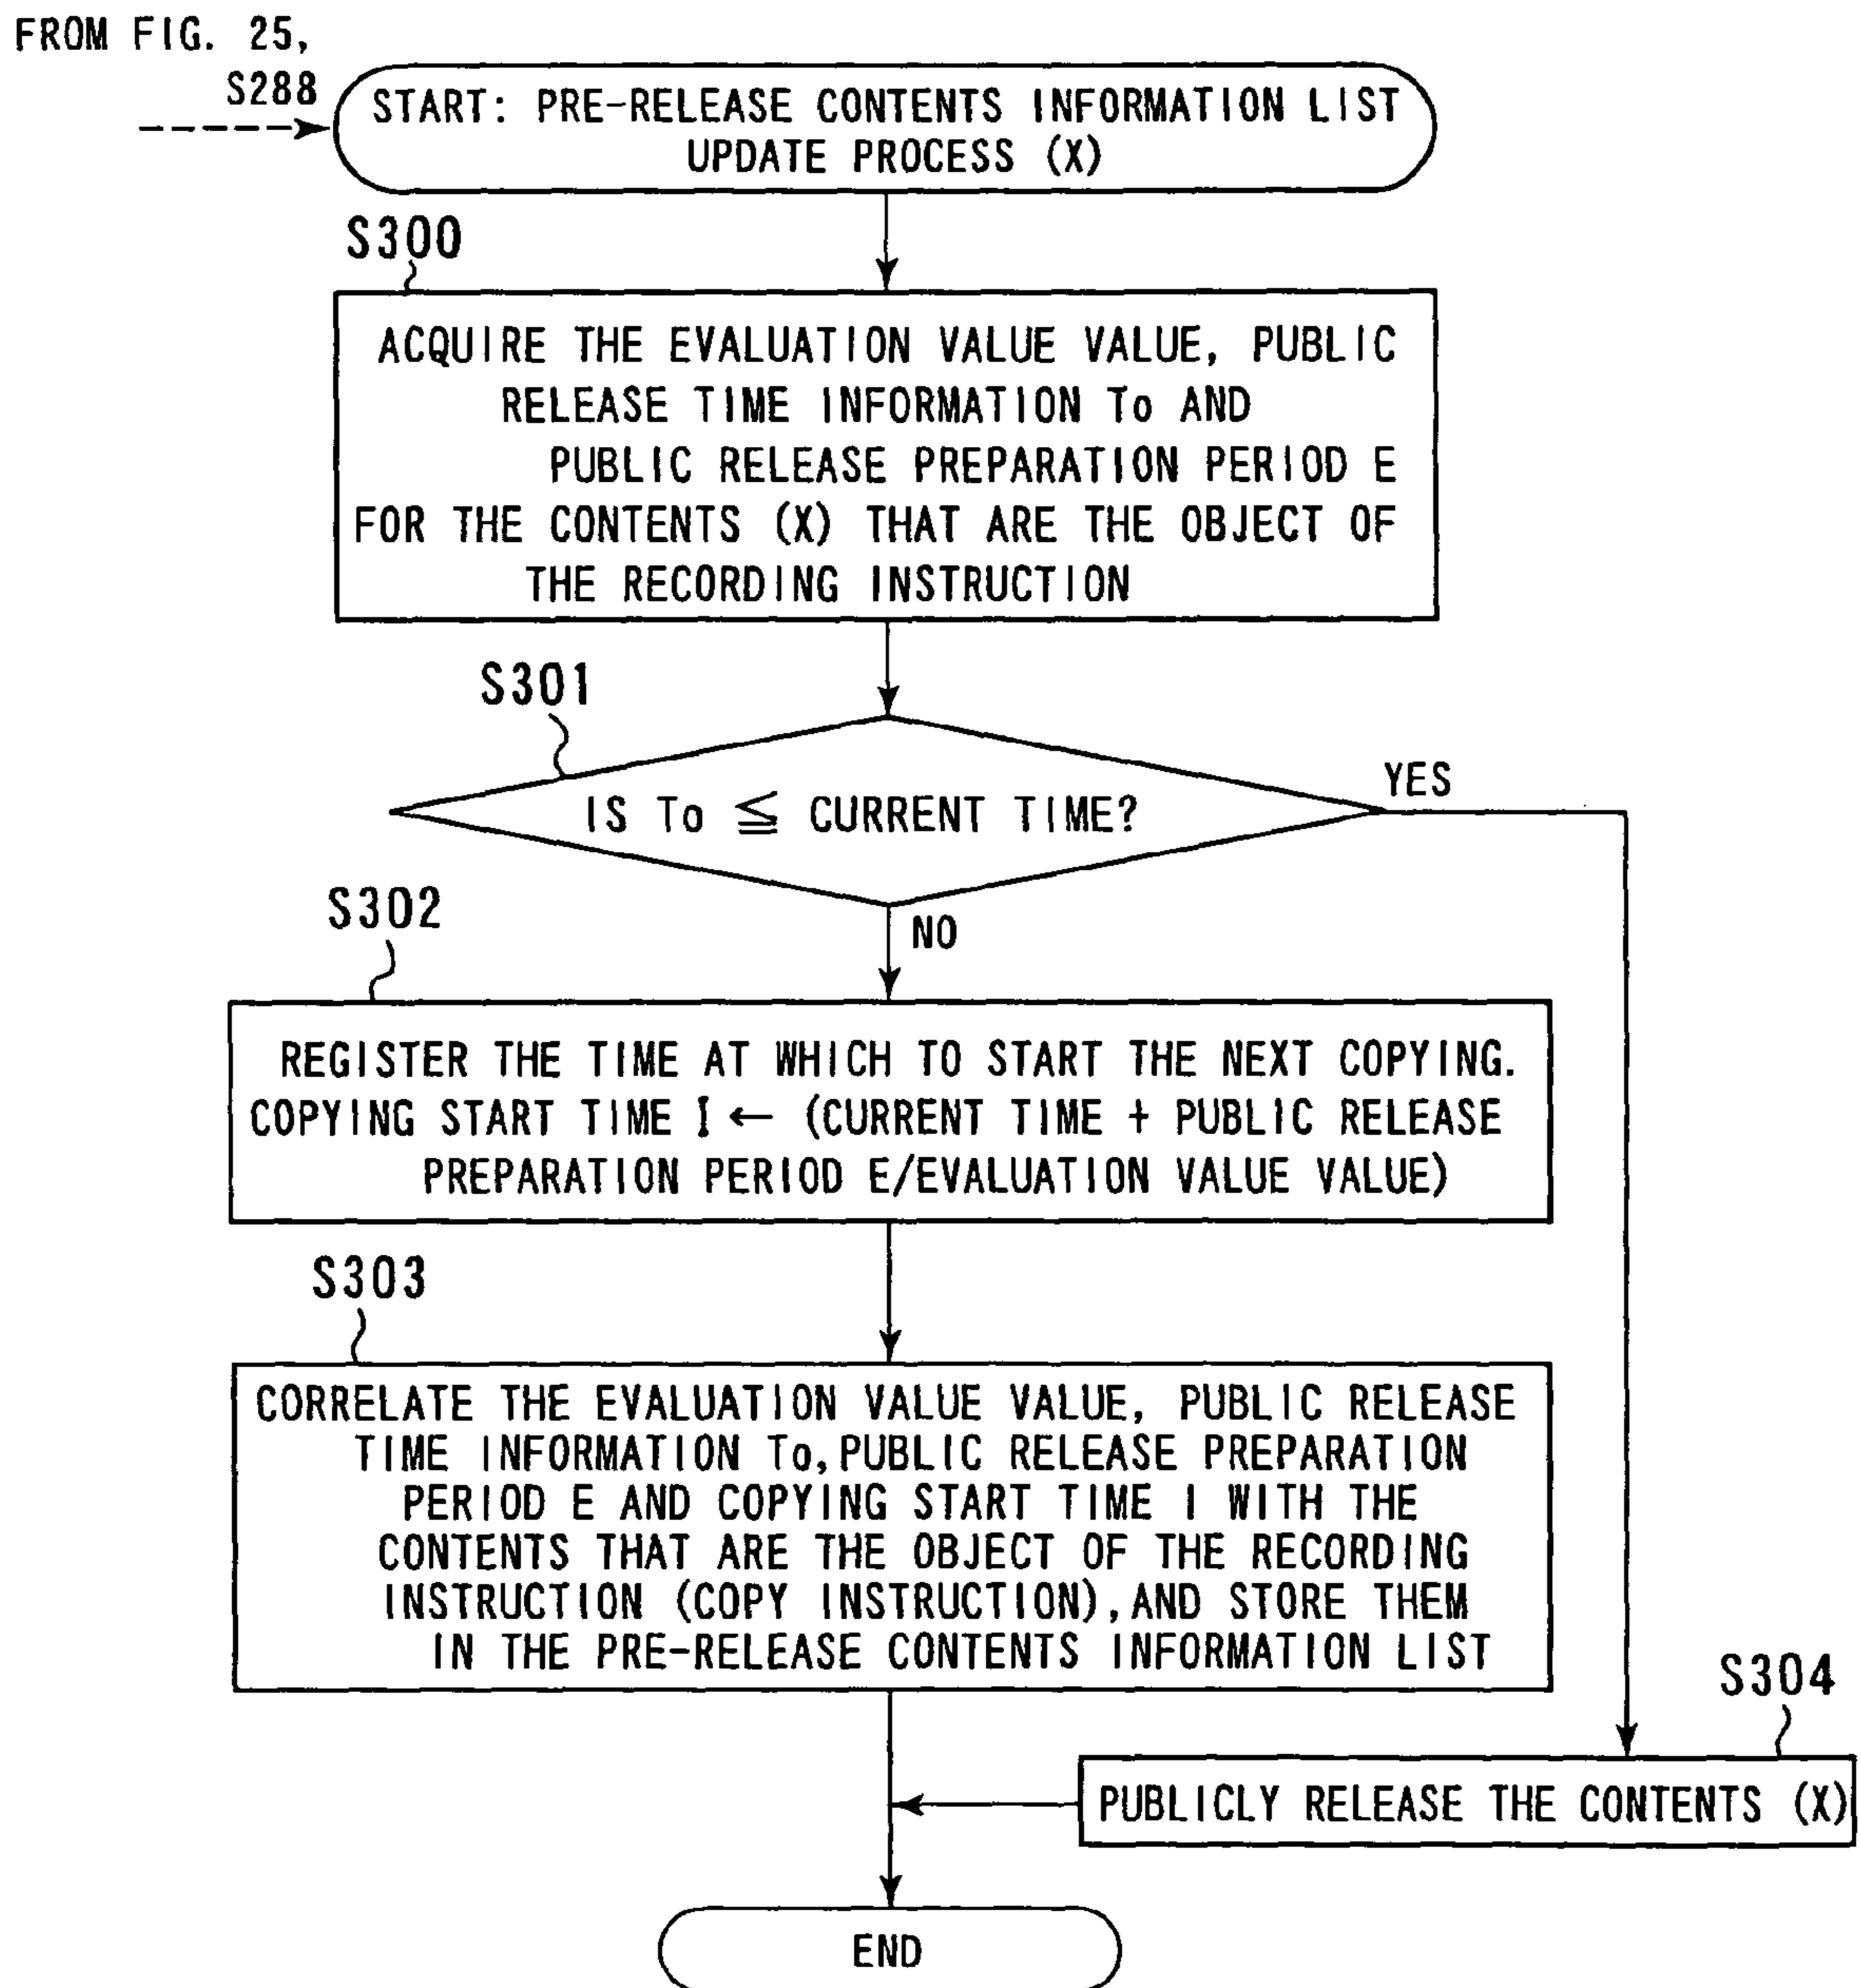 FROM FIG. 25,
S288
START: PRE-RELEASE CONTENTS INFORMATION LIST
UPDATE PROCESS (X)
S300
ACQUIRE THE EVALUATION VALUE VALUE, PUBLIC
RELEASE TIME INFORMATION To AND
PUBLIC RELEASE PREPARATION PERIOD E
FOR THE CONTENTS (X) THAT ARE THE OBJECT OF
THE RECORDING INSTRUCTION
S301
IS To ≦ CURRENT TIME?
YES
NO
S302
REGISTER THE TIME AT WHICH TO START THE NEXT COPYING.
COPYING START TIME I ← (CURRENT TIME + PUBLIC RELEASE
PREPARATION PERIOD E/EVALUATION VALUE VALUE)
S303
CORRELATE THE EVALUATION VALUE VALUE, PUBLIC RELEASE
TIME INFORMATION To, PUBLIC RELEASE PREPARATION
PERIOD E AND COPYING START TIME I WITH THE
CONTENTS THAT ARE THE OBJECT OF THE RECORDING
INSTRUCTION (COPY INSTRUCTION), AND STORE THEM
IN THE PRE-RELEASE CONTENTS INFORMATION LIST
S304
PUBLICLY RELEASE THE CONTENTS (X)
END